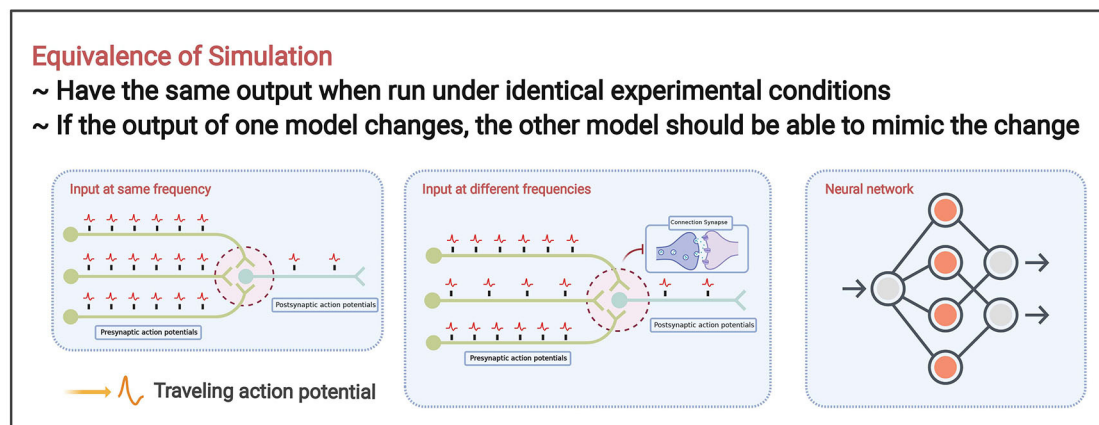 Equivalence of Simulation
~ Have the same output when run under identical experimental conditions
~ If the output of one model changes, the other model should be able to mimic the change
Input at same frequency
Postsynaptic action potentials
Presynaptic action potentials
Traveling action potential
Input at different frequencies
Connection Synapse
Postsynaptic action potentials
Presynaptic action potentials
Neural network